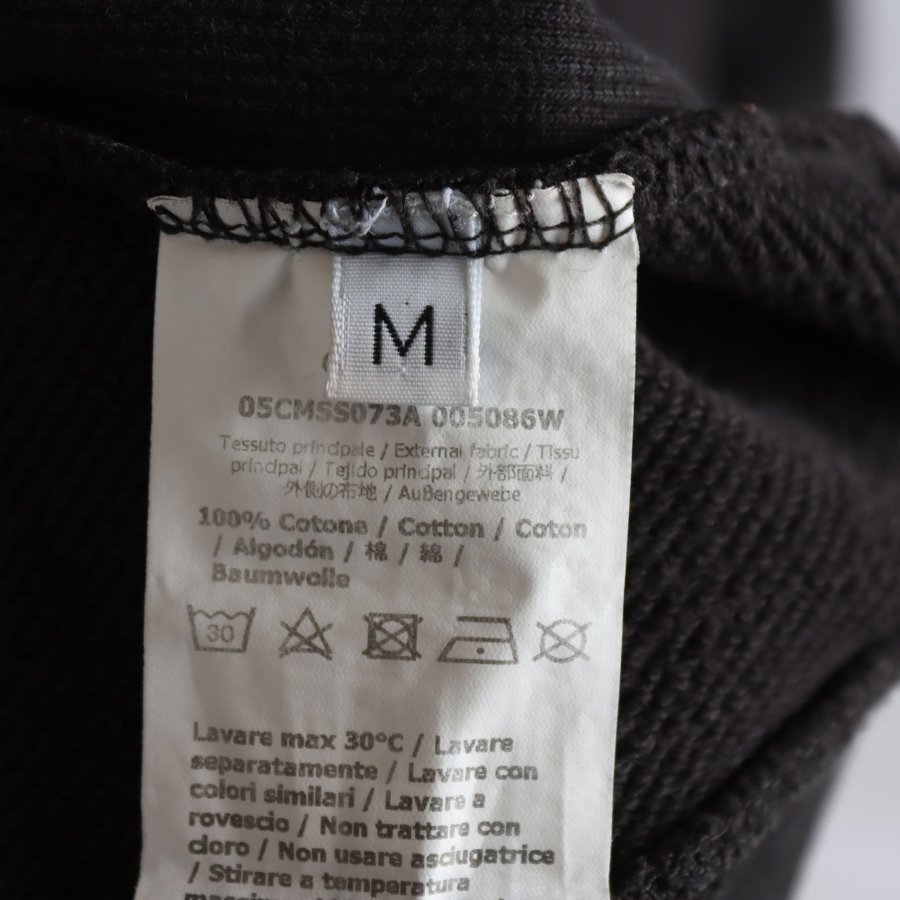 M
05CMSS073A 005086W
Tessuto principale / External fabric / Tissu
principal / Tejido principal / 外部面料 /
外側の布地 / Außengewebe
100% Cotone / Cotton / Coton
/ Algodón / 棉 / 綿 /
Baumwolle
30
Lavare max 30°C / Lavare
separatamente / Lavare con
colori similari / Lavare a
rovescio / Non trattare con
cloro / Non usare asciugatrice
/ Stirare a temperatura